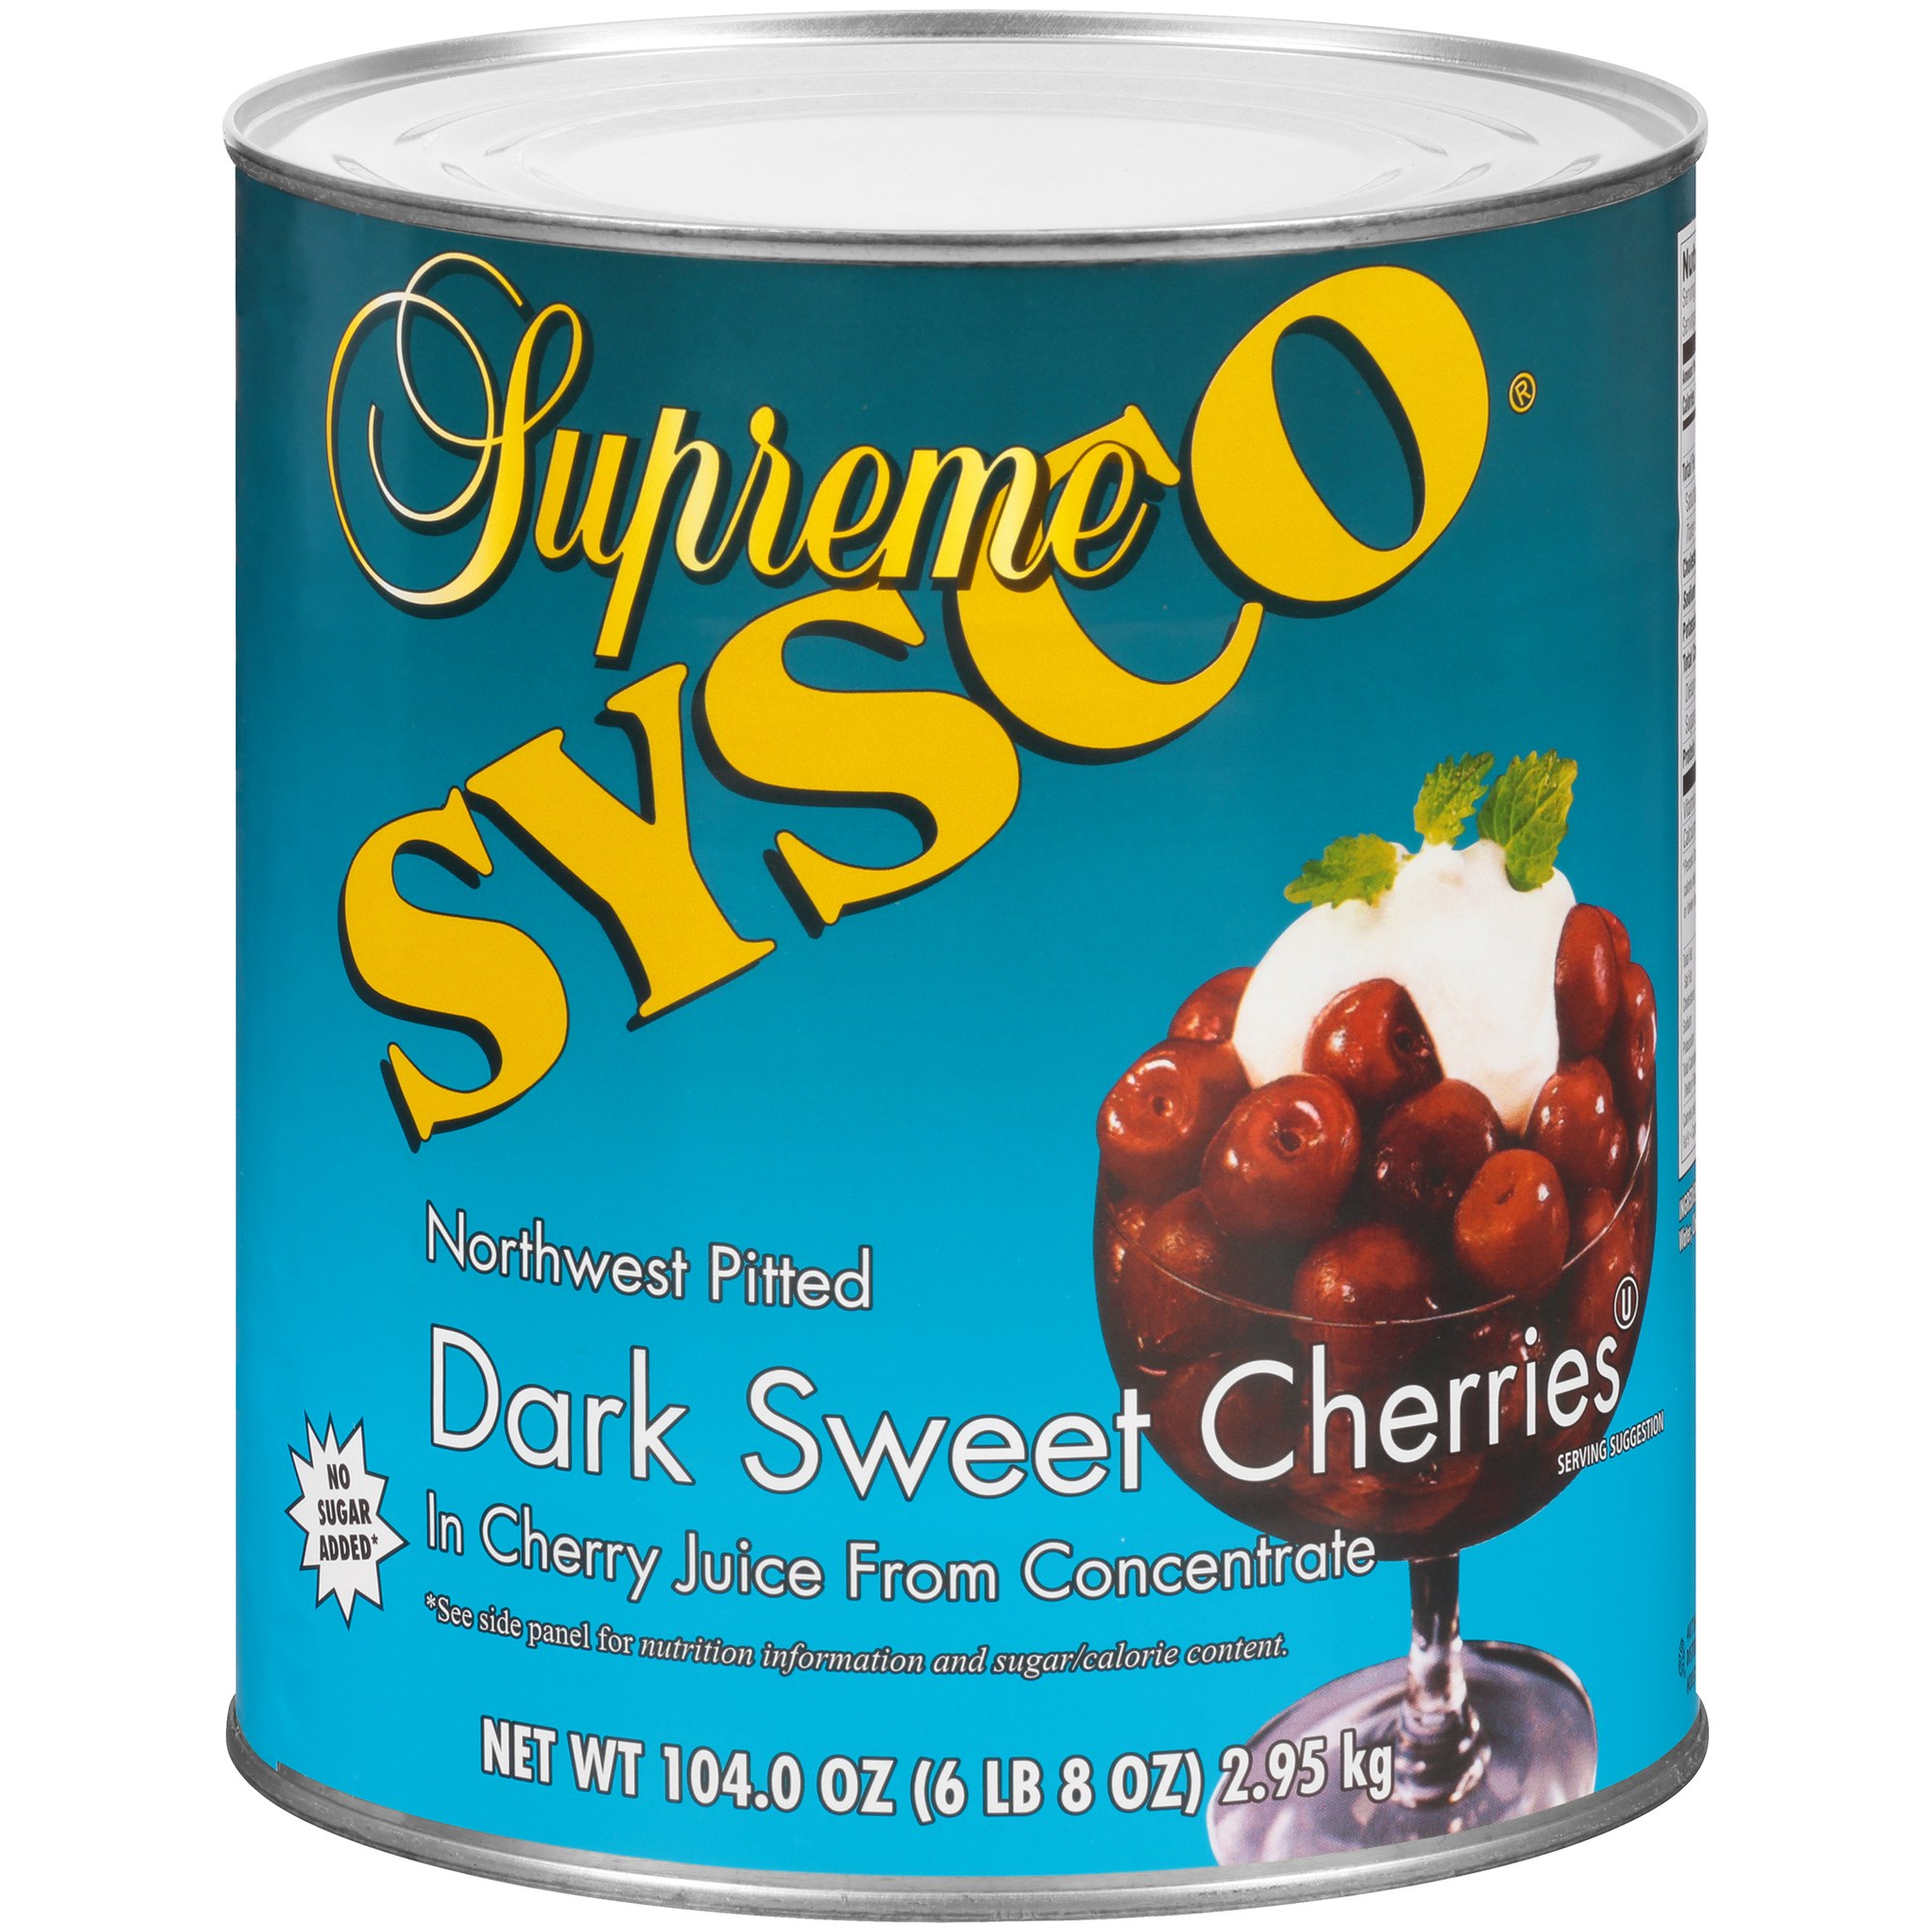 Supreme
SYSCO®
Northwest Pitted
Dark Sweet Cherries Ⓤ
SERVING SUGGESTION
NO
SUGAR
ADDED*
In Cherry Juice From Concentrate
*See side panel for nutrition information and sugar/calorie content.
NET WT 104.0 OZ (6 LB 8 OZ) 2.95 kg